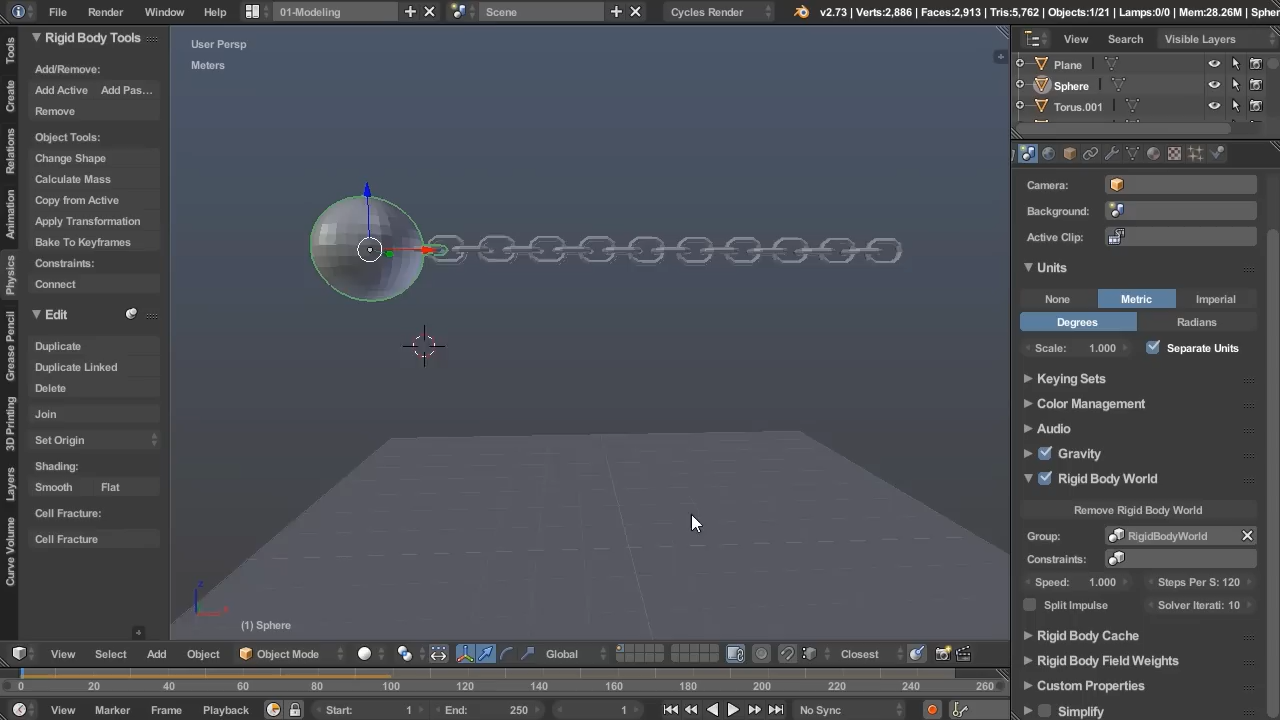 File Render Window Help 01-Modeling Scene Cycles Render v2.73 | Verts:2,886 | Faces:2,913 | Tris:5,762 | Objects:1/21 | Lamps:0/0 | Mem:28.26M | Spher
Tools
Create
Relations
Animation
Physics
Grease Pencil
3D Printing
Layers
Curve Volume
Rigid Body Tools
Add/Remove:
Add Active Add Pas...
Remove
Object Tools:
Change Shape
Calculate Mass
Copy from Active
Apply Transformation
Bake To Keyframes
Constraints:
Connect
Edit
Duplicate
Duplicate Linked
Delete
Join
Set Origin
Shading:
Smooth Flat
Cell Fracture:
Cell Fracture
User Persp
Meters
z
x
(1) Sphere
View Search Visible Layers
Plane
Sphere
Torus.001
Camera:
Background:
Active Clip:
Units
None Metric Imperial
Degrees Radians
Scale: 1.000 Separate Units
Keying Sets
Color Management
Audio
Gravity
Rigid Body World
Remove Rigid Body World
Group: RigidBodyWorld
Constraints:
Speed: 1.000 Steps Per S: 120
Split Impulse Solver Iterati: 10
Rigid Body Cache
Rigid Body Field Weights
Custom Properties
Simplify
View Select Add Object Object Mode Global Closest
0 20 40 60 80 100 120 140 160 180 200 220 240 260
View Marker Frame Playback Start: 1 End: 250 1 No Sync